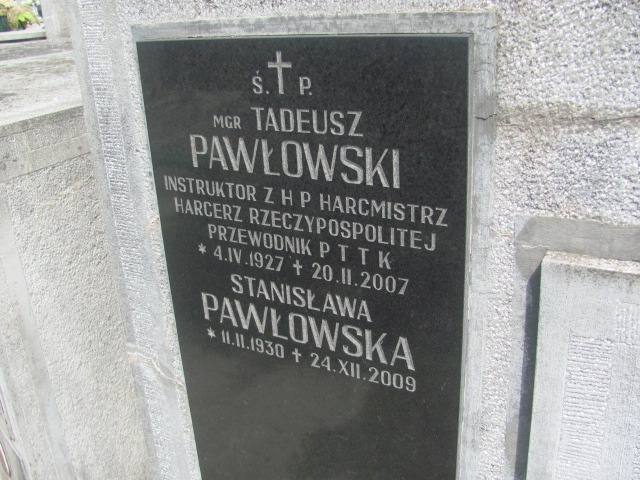 Ś. P.
MGR TADEUSZ
PAWŁOWSKI
INSTRUKTOR Z H P HARCMISTRZ
HARCERZ RZECZYPOSPOLITEJ
PRZEWODNIK P T T K
* 4.IV.1927 † 20.II.2007
STANISŁAWA
PAWŁOWSKA
* 11.II.1930 † 24.XII.2009